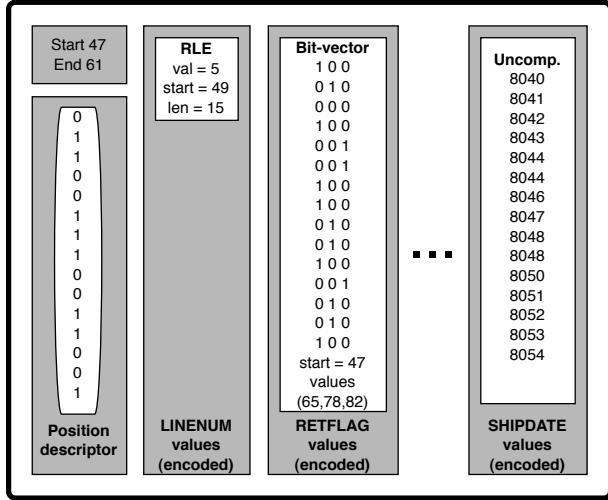 Start 47
End 61
0
1
1
0
0
1
1
1
0
0
1
1
0
0
1
Position
descriptor
RLE
val = 5
start = 49
len = 15
LINENUM
values
(encoded)
Bit-vector
1 0 0
0 1 0
0 0 0
1 0 0
0 0 1
0 0 1
1 0 0
1 0 0
0 1 0
0 1 0
1 0 0
0 0 1
0 1 0
0 1 0
1 0 0
start = 47
values
(65,78,82)
RETFLAG
values
(encoded)
Uncomp.
8040
8041
8042
8043
8044
8044
8046
8047
8048
8048
8050
8051
8052
8053
8054
SHIPDATE
values
(encoded)